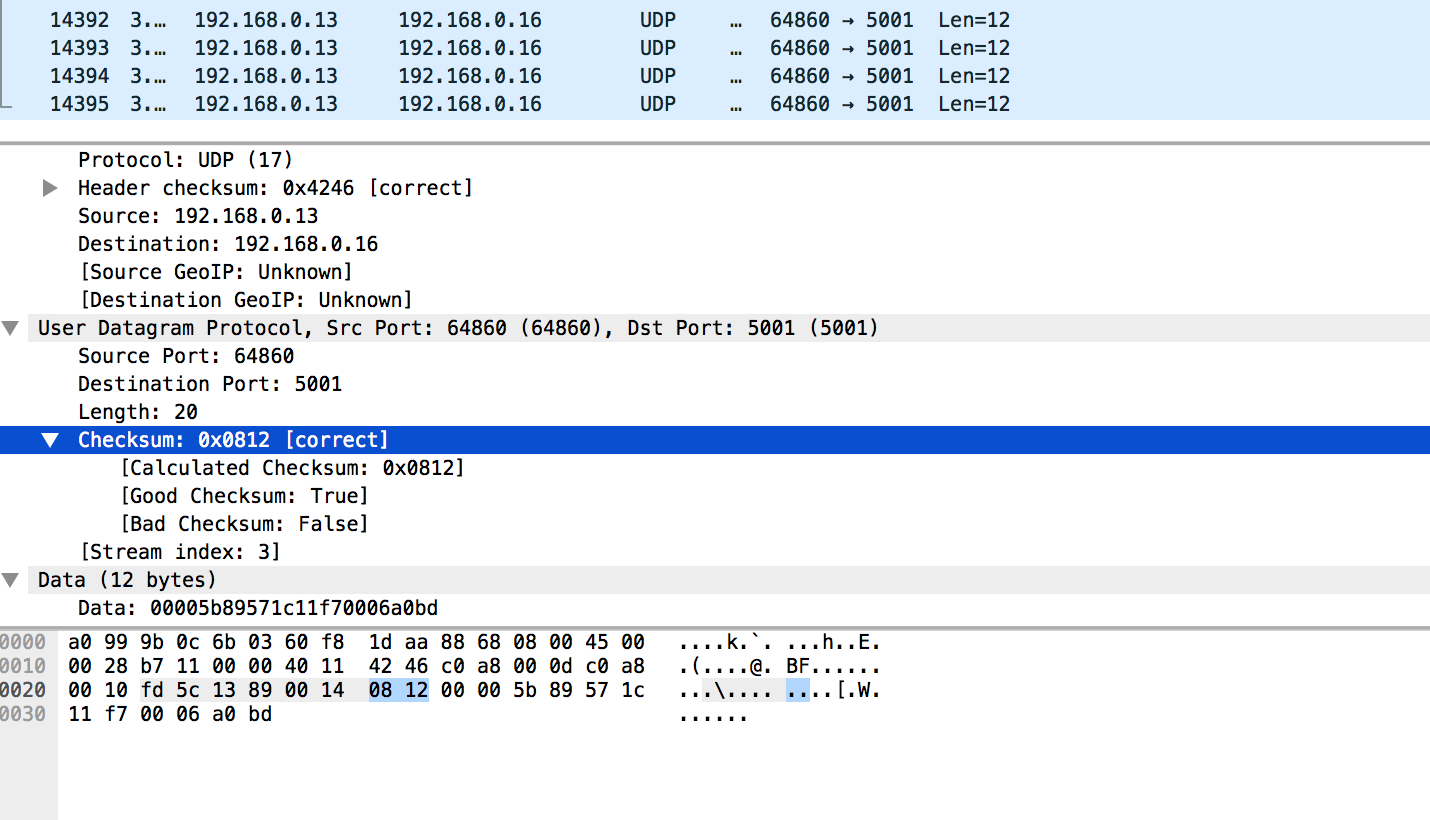 14392 3.… 192.168.0.13 192.168.0.16 UDP … 64860 → 5001 Len=12
14393 3.… 192.168.0.13 192.168.0.16 UDP … 64860 → 5001 Len=12
14394 3.… 192.168.0.13 192.168.0.16 UDP … 64860 → 5001 Len=12
14395 3.… 192.168.0.13 192.168.0.16 UDP … 64860 → 5001 Len=12
Protocol: UDP (17)
Header checksum: 0x4246 [correct]
Source: 192.168.0.13
Destination: 192.168.0.16
[Source GeoIP: Unknown]
[Destination GeoIP: Unknown]
User Datagram Protocol, Src Port: 64860 (64860), Dst Port: 5001 (5001)
Source Port: 64860
Destination Port: 5001
Length: 20
Checksum: 0x0812 [correct]
[Calculated Checksum: 0x0812]
[Good Checksum: True]
[Bad Checksum: False]
[Stream index: 3]
Data (12 bytes)
Data: 00005b89571c11f70006a0bd
0000 a0 99 9b 0c 6b 03 60 f8 1d aa 88 68 08 00 45 00 ....k.`. ...h..E.
0010 00 28 b7 11 00 00 40 11 42 46 c0 a8 00 0d c0 a8 .(....@. BF......
0020 00 10 fd 5c 13 89 00 14 08 12 00 00 5b 89 57 1c ...\.... ....[.W.
0030 11 f7 00 06 a0 bd ......